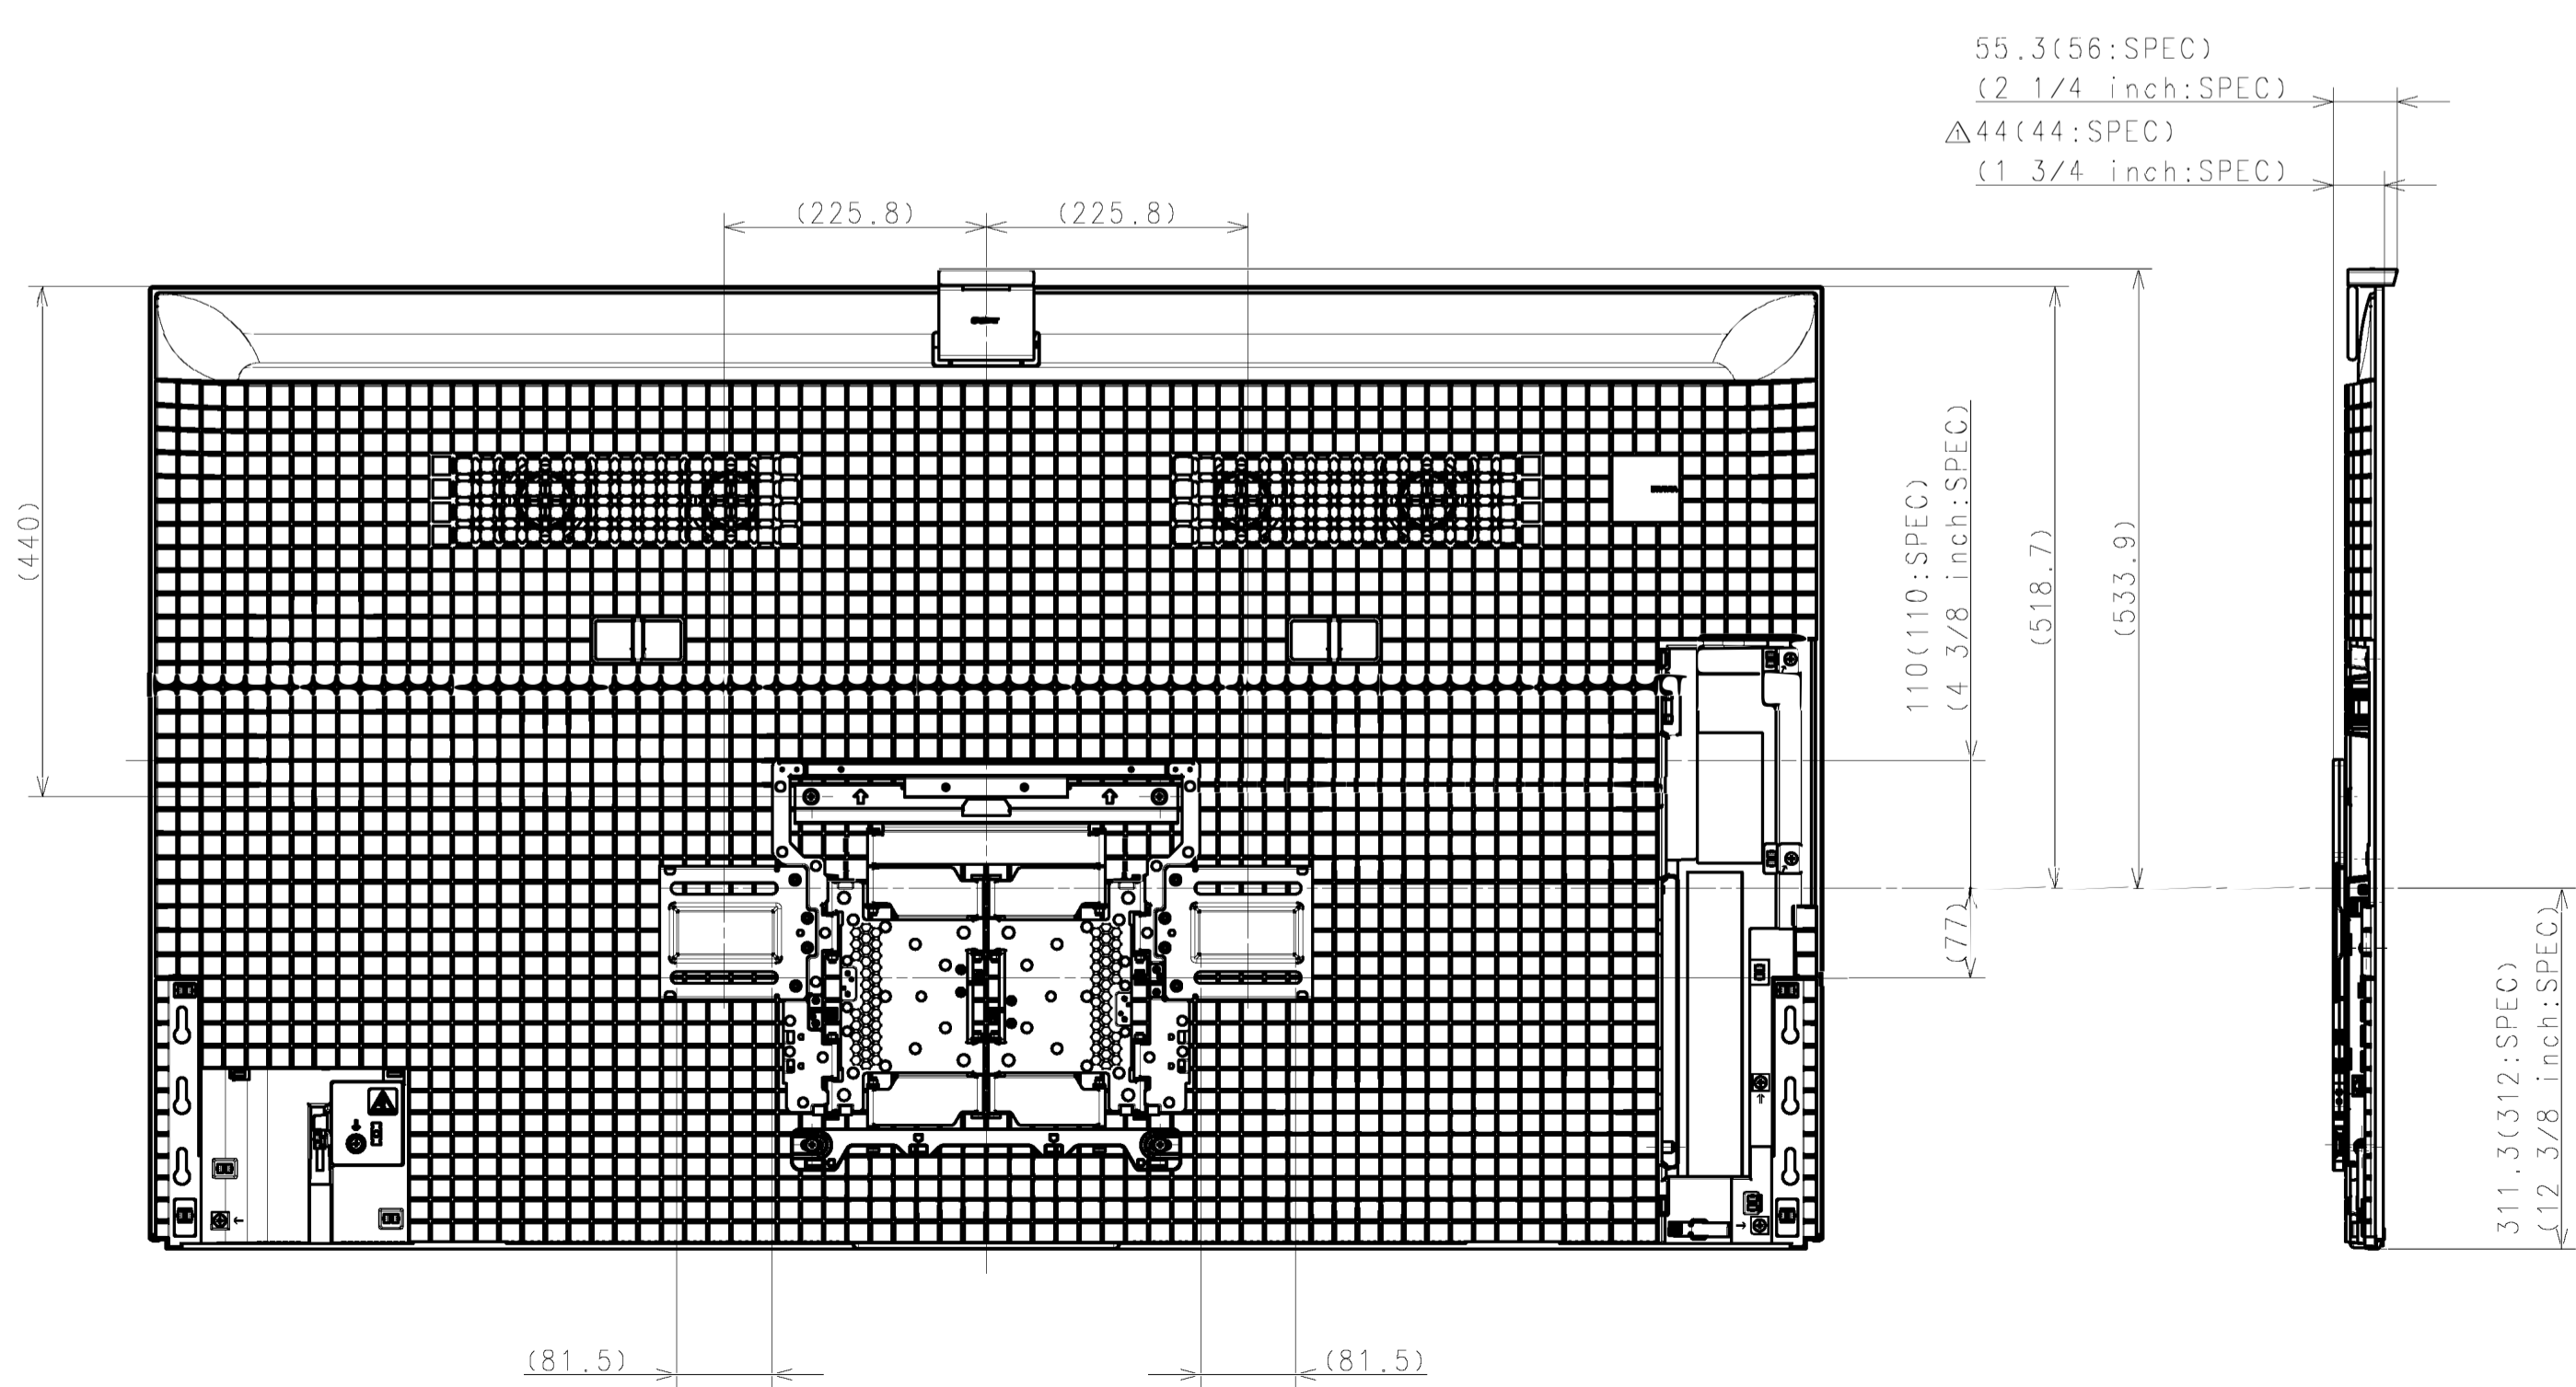 55.3(56:SPEC)
(2 1/4 inch:SPEC)
⚠1 44(44:SPEC)
(1 3/4 inch:SPEC)
(225.8)
(225.8)
(440)
110(110:SPEC)
(4 3/8 inch:SPEC)
(518.7)
(533.9)
(77)
311.3(312:SPEC)
(12 3/8 inch:SPEC)
(81.5)
(81.5)